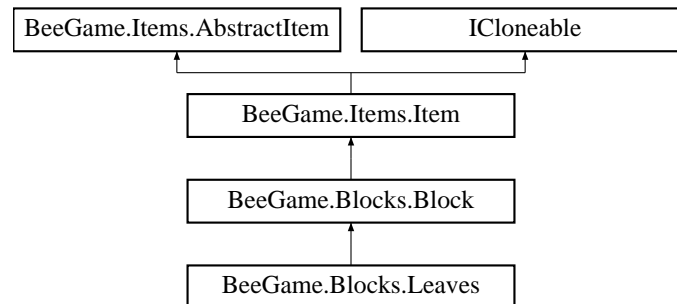 BeeGame.Items.AbstractItem
ICloneable
BeeGame.Items.Item
BeeGame.Blocks.Block
BeeGame.Blocks.Leaves